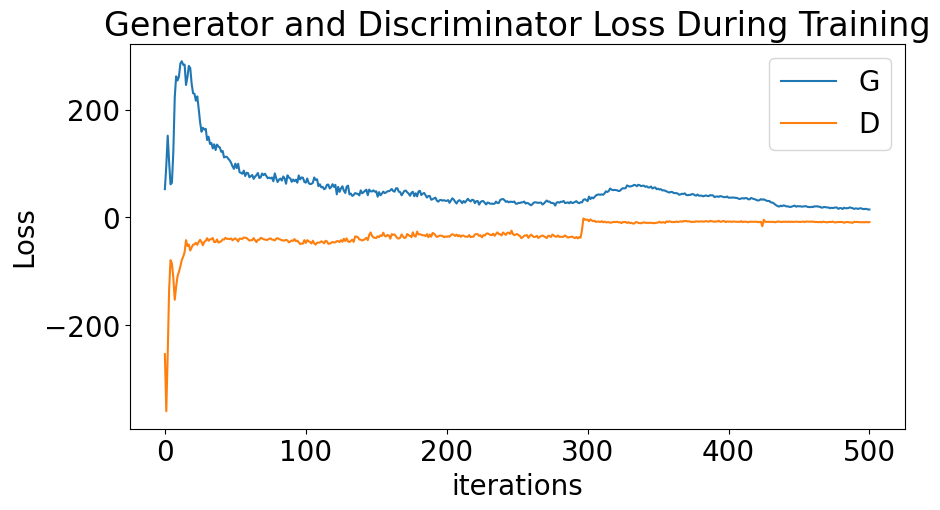 Generator and Discriminator Loss During Training
G
D
Loss
200
0
−200
0 100 200 300 400 500
iterations